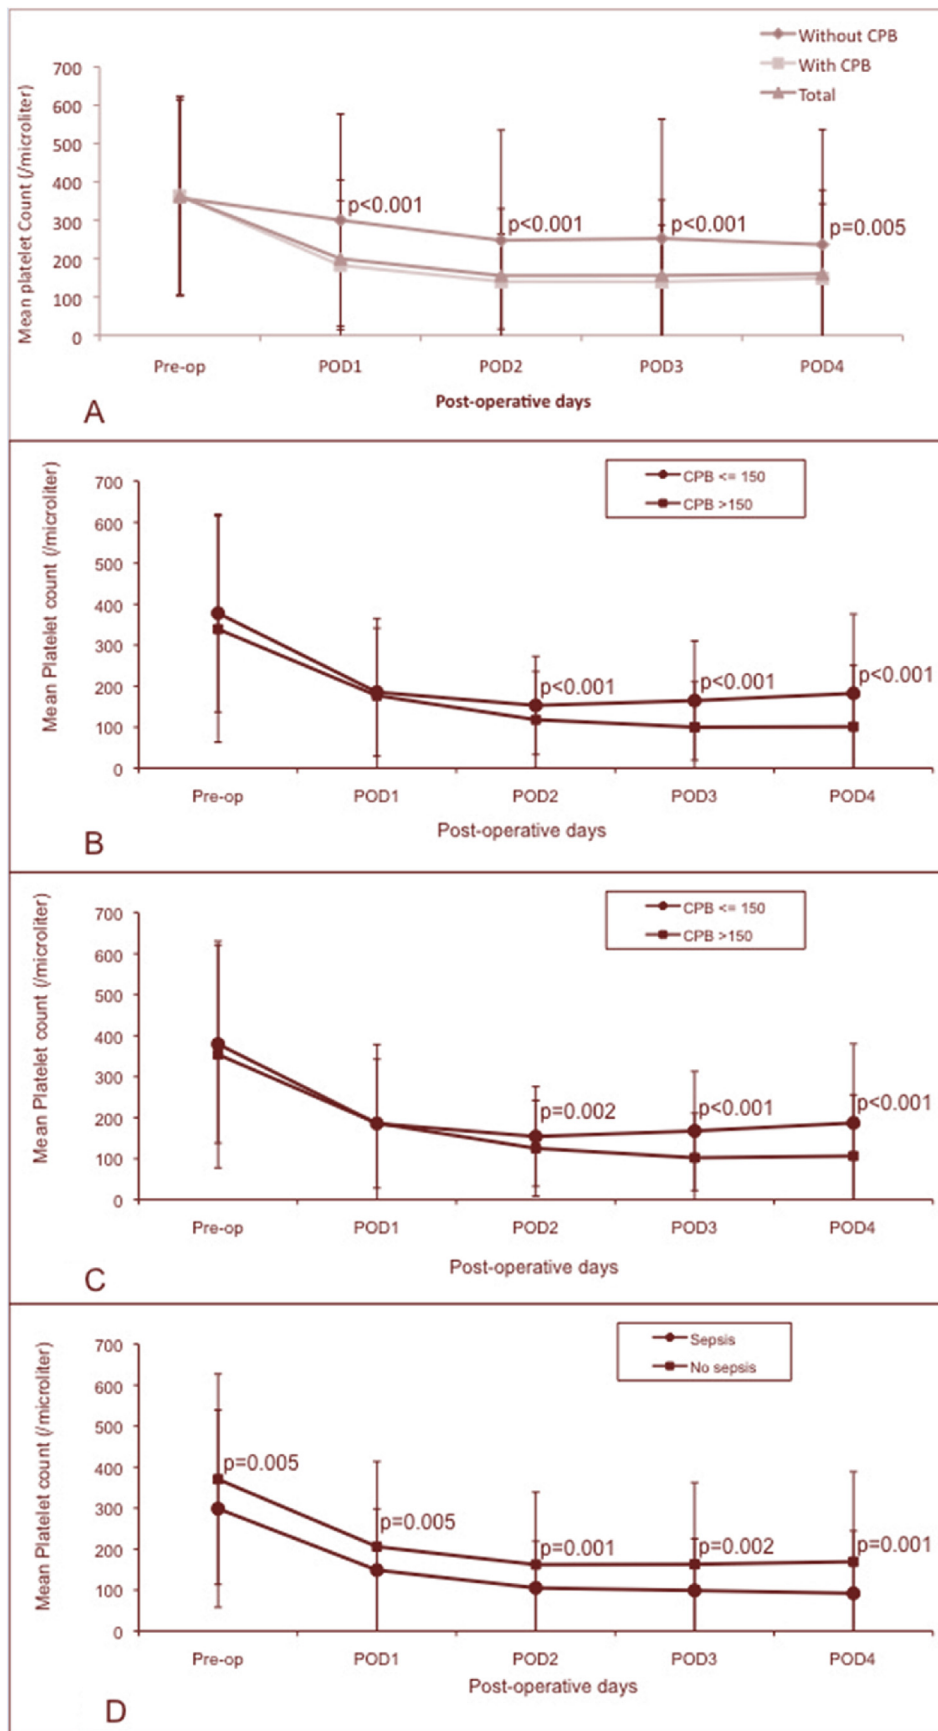 Without CPB
With CPB
Total
Mean platelet Count (/microliter)
700
600
500
400
300
200
100
0
p<0.001
p<0.001
p<0.001
p=0.005
Pre-op POD1 POD2 POD3 POD4
Post-operative days
A
CPB <= 150
CPB >150
Mean Platelet count (/microliter)
700
600
500
400
300
200
100
0
p<0.001
p<0.001
p<0.001
Pre-op POD1 POD2 POD3 POD4
Post-operative days
B
CPB <= 150
CPB >150
Mean Platelet count (/microliter)
700
600
500
400
300
200
100
0
p=0.002
p<0.001
p<0.001
Pre-op POD1 POD2 POD3 POD4
Post-operative days
C
Sepsis
No sepsis
Mean Platelet count (/microliter)
700
600
500
400
300
200
100
0
p=0.005
p=0.005
p=0.001
p=0.002
p=0.001
Pre-op POD1 POD2 POD3 POD4
Post-operative days
D